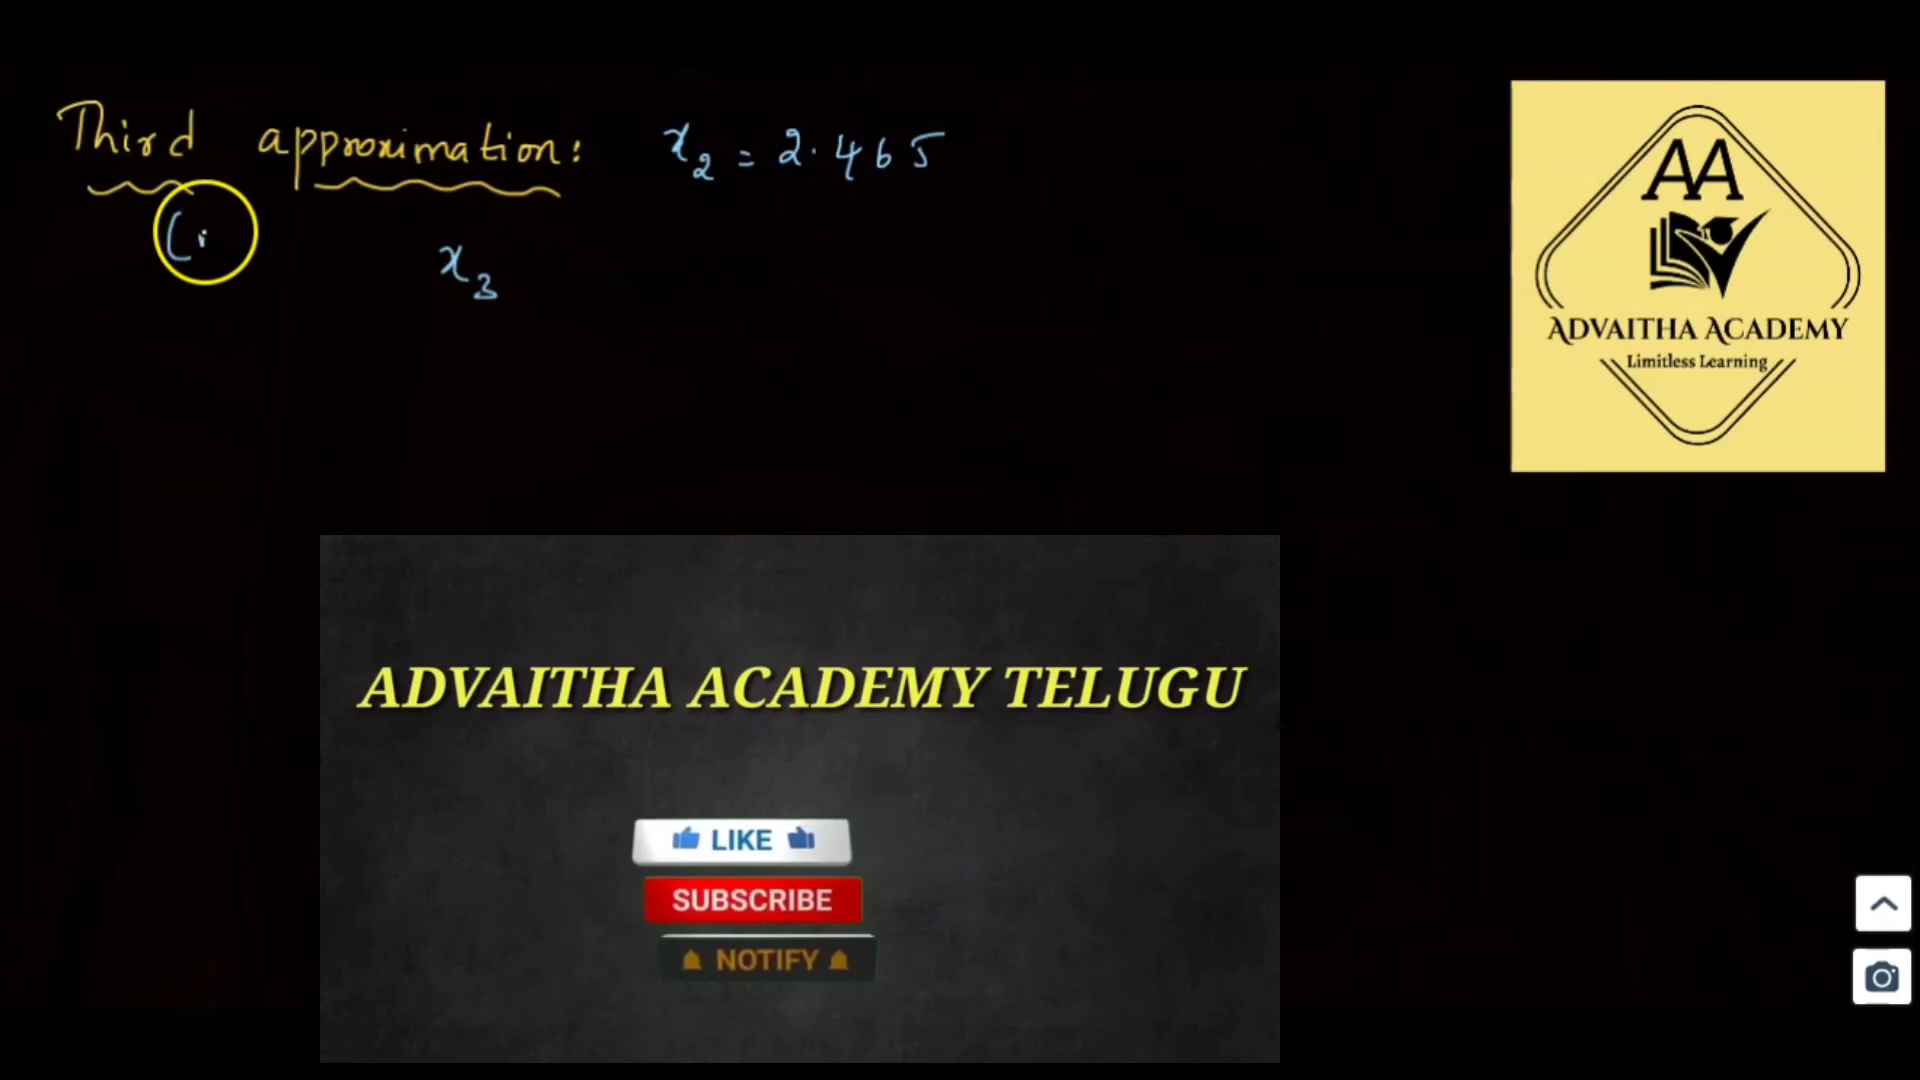 Third approximation: x₂ = 2.465
(i x₃
AA
ADVAITHA ACADEMY
Limitless Learning
ADVAITHA ACADEMY TELUGU
LIKE
SUBSCRIBE
NOTIFY